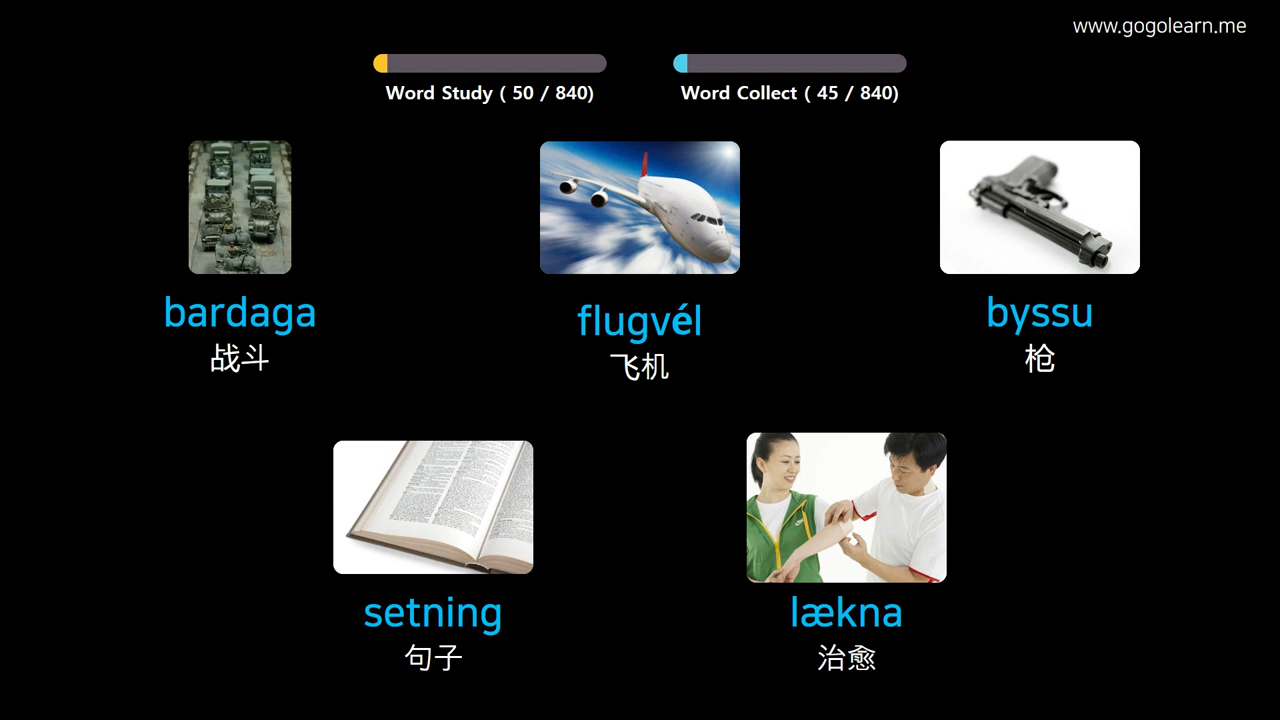 www.gogolearn.me
Word Study ( 50 / 840)
Word Collect ( 45 / 840)
bardaga
战斗
flugvél
飞机
byssu
枪
setning
句子
lækna
治愈